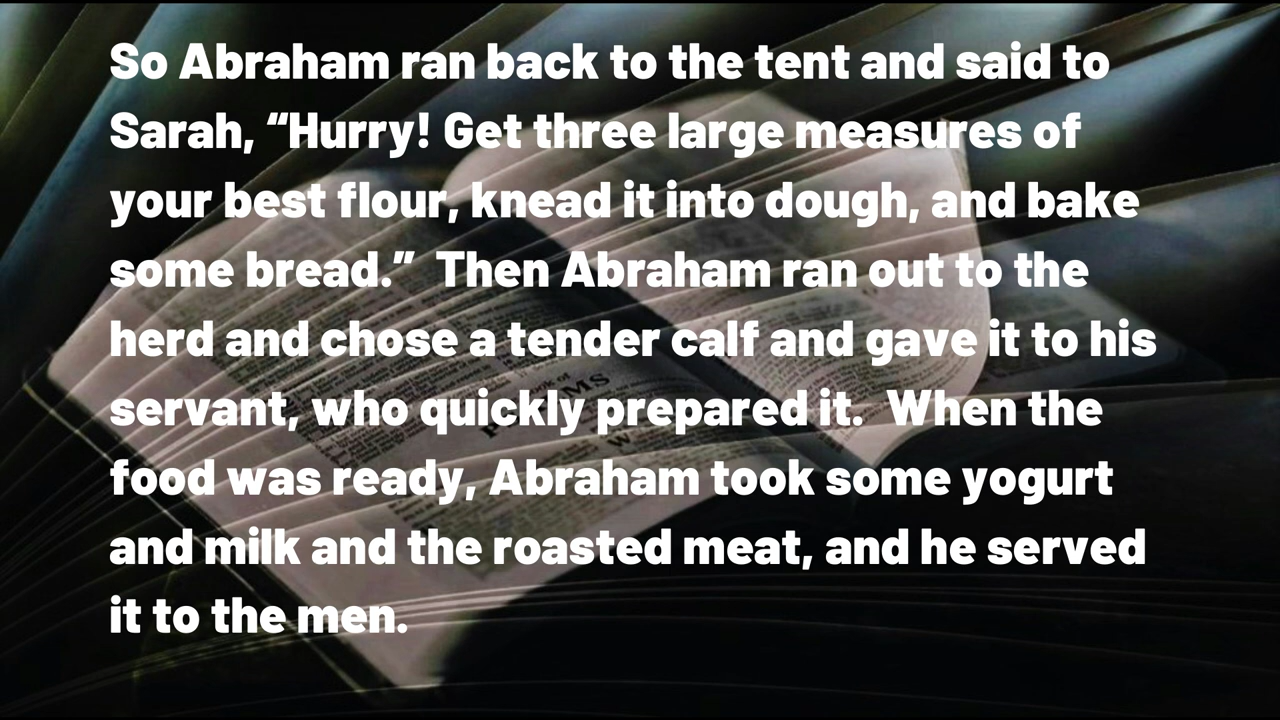 So Abraham ran back to the tent and said to
Sarah, “Hurry! Get three large measures of
your best flour, knead it into dough, and bake
some bread.”  Then Abraham ran out to the
herd and chose a tender calf and gave it to his
servant, who quickly prepared it.  When the
food was ready, Abraham took some yogurt
and milk and the roasted meat, and he served
it to the men.